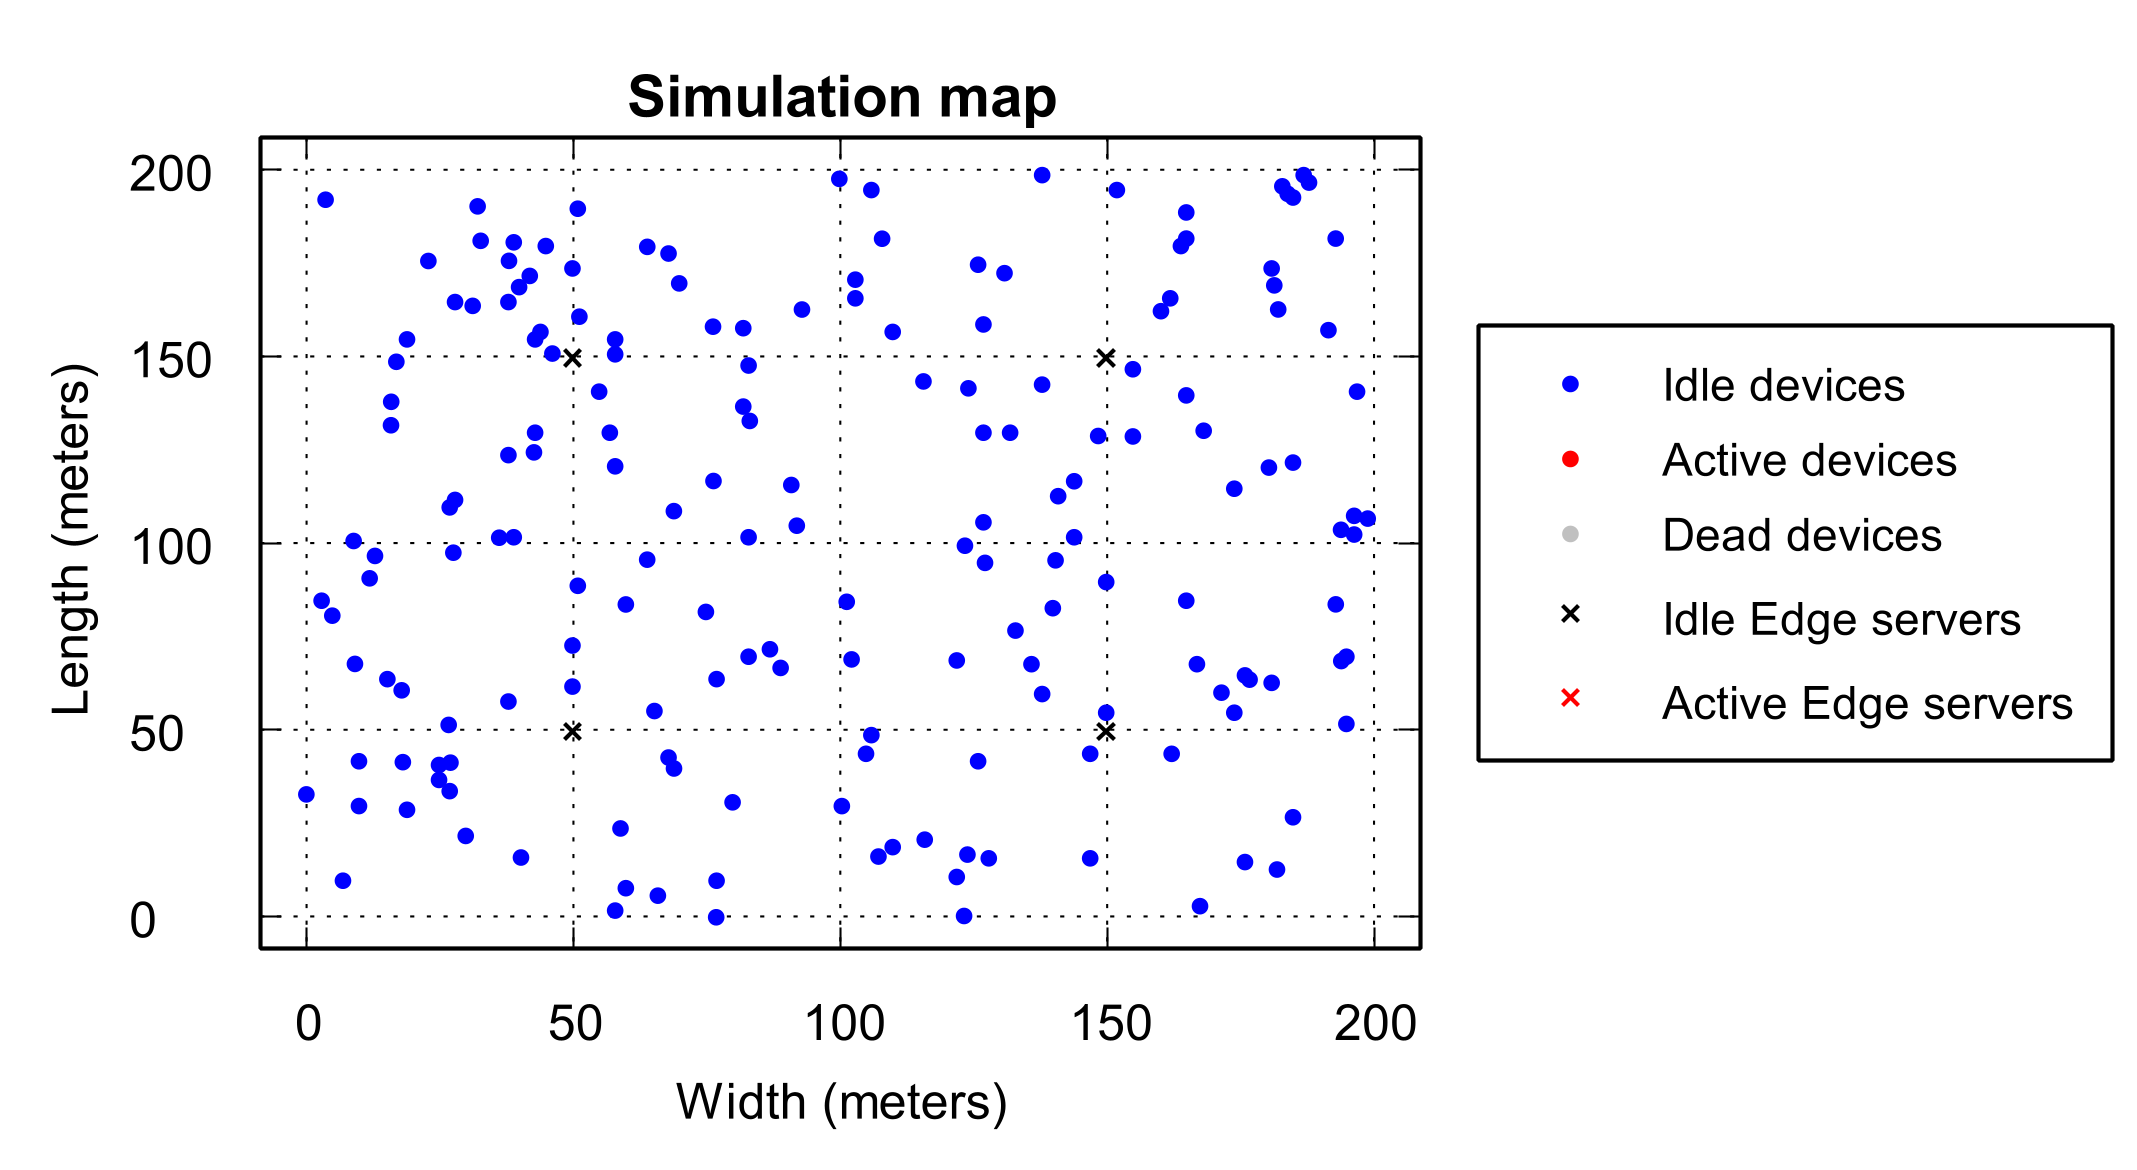 Simulation map
200
150
100
50
0
Length (meters)
0 50 100 150 200
Width (meters)
Idle devices
Active devices
Dead devices
Idle Edge servers
Active Edge servers